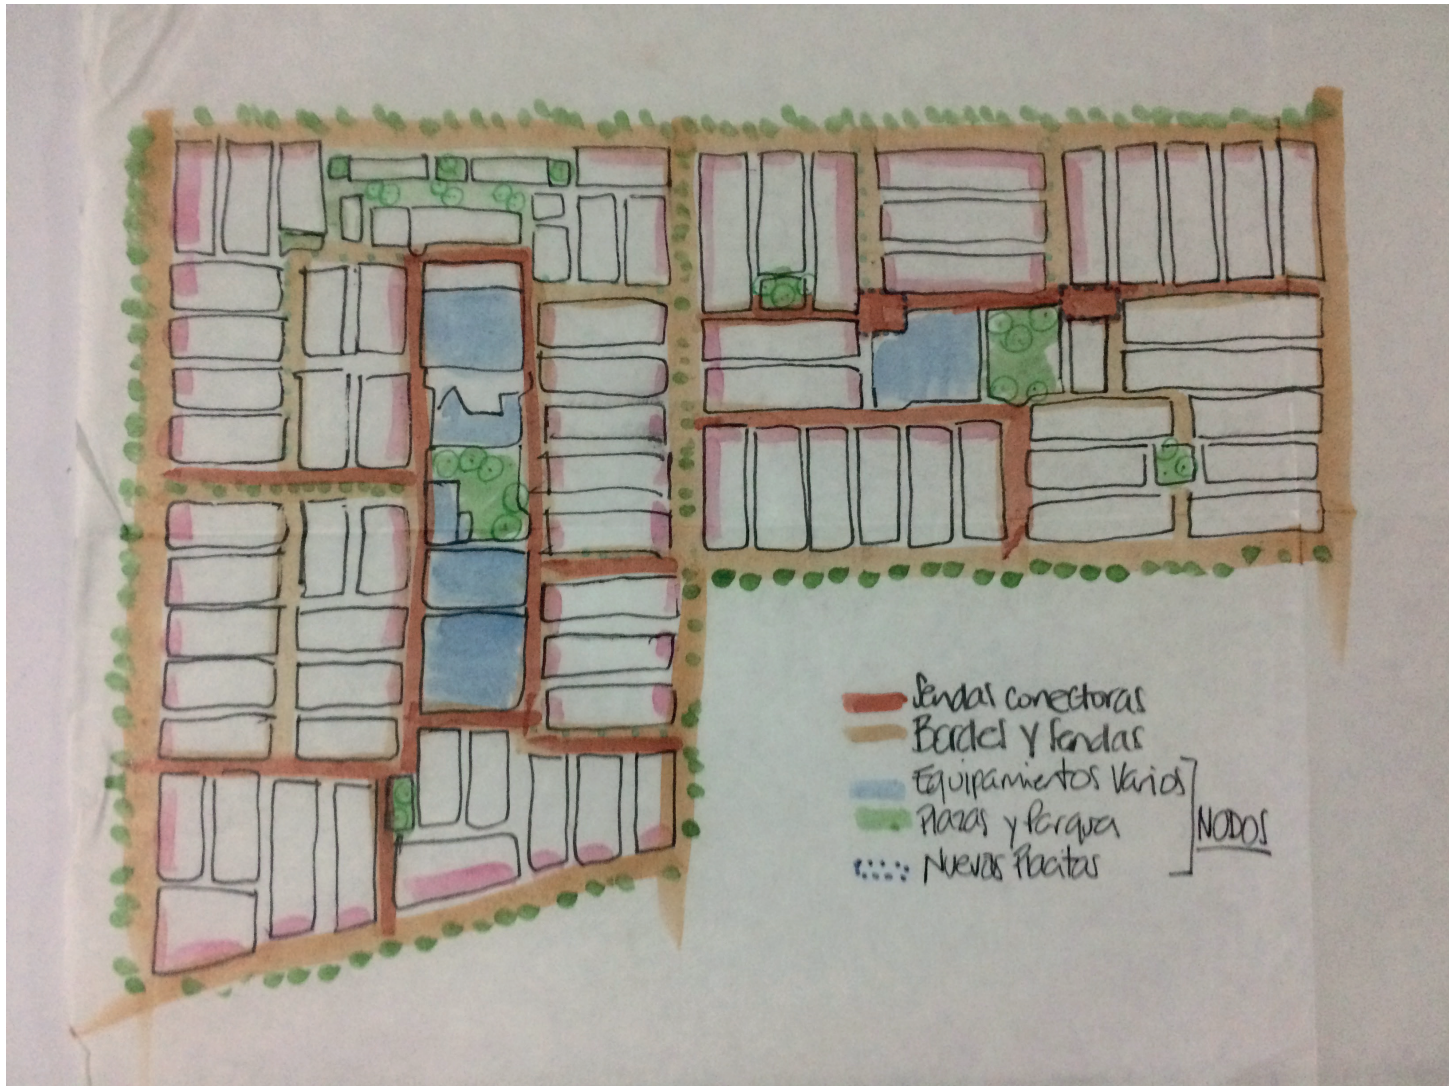 Sendas conectoras
Bordes y Sendas
Equipamientos Varios
Plazas y Parque
Nuevas Placitas
NODOS